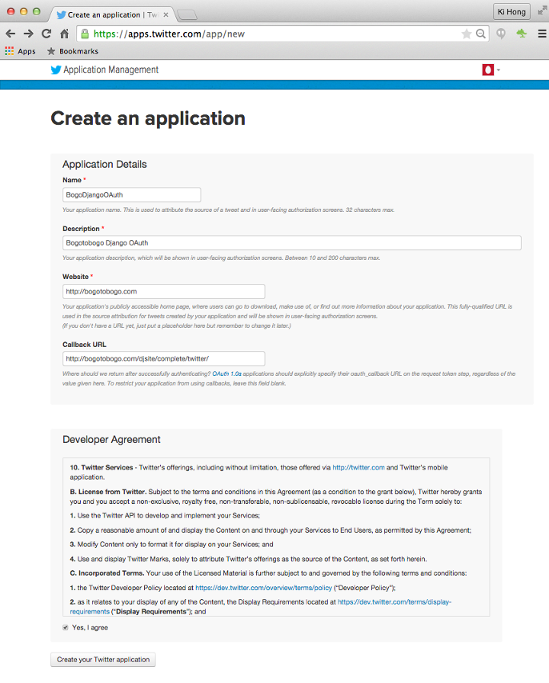 Create an application | Tw
Ki Hong
https://apps.twitter.com/app/new
Apps
Bookmarks
Application Management
Create an application
Application Details
Name *
BogoDjangoOAuth
Your application name. This is used to attribute the source of a tweet and in user-facing authorization screens. 32 characters max.
Description *
Bogotobogo Django OAuth
Your application description, which will be shown in user-facing authorization screens. Between 10 and 200 characters max.
Website *
http://bogotobogo.com
Your application's publicly accessible home page, where users can go to download, make use of, or find out more information about your application. This fully-qualified URL is
used in the source attribution for tweets created by your application and will be shown in user-facing authorization screens.
(If you don't have a URL yet, just put a placeholder here but remember to change it later.)
Callback URL
http://bogotobogo.com/djsite/complete/twitter/
Where should we return after successfully authenticating? OAuth 1.0a applications should explicitly specify their oauth_callback URL on the request token step, regardless of the
value given here. To restrict your application from using callbacks, leave this field blank.
Developer Agreement
10. Twitter Services - Twitter's offerings, including without limitation, those offered via http://twitter.com and Twitter's mobile
application.
B. License from Twitter. Subject to the terms and conditions in this Agreement (as a condition to the grant below), Twitter hereby grants
you and you accept a non-exclusive, royalty free, non-transferable, non-sublicensable, revocable license during the Term solely to:
1. Use the Twitter API to develop and implement your Services;
2. Copy a reasonable amount of and display the Content on and through your Services to End Users, as permitted by this Agreement;
3. Modify Content only to format it for display on your Services; and
4. Use and display Twitter Marks, solely to attribute Twitter's offerings as the source of the Content, as set forth herein.
C. Incorporated Terms. Your use of the Licensed Material is further subject to and governed by the following terms and conditions:
1. the Twitter Developer Policy located at https://dev.twitter.com/overview/terms/policy ("Developer Policy");
2. as it relates to your display of any of the Content, the Display Requirements located at https://dev.twitter.com/terms/display-
requirements ("Display Requirements"); and
Yes, I agree
Create your Twitter application